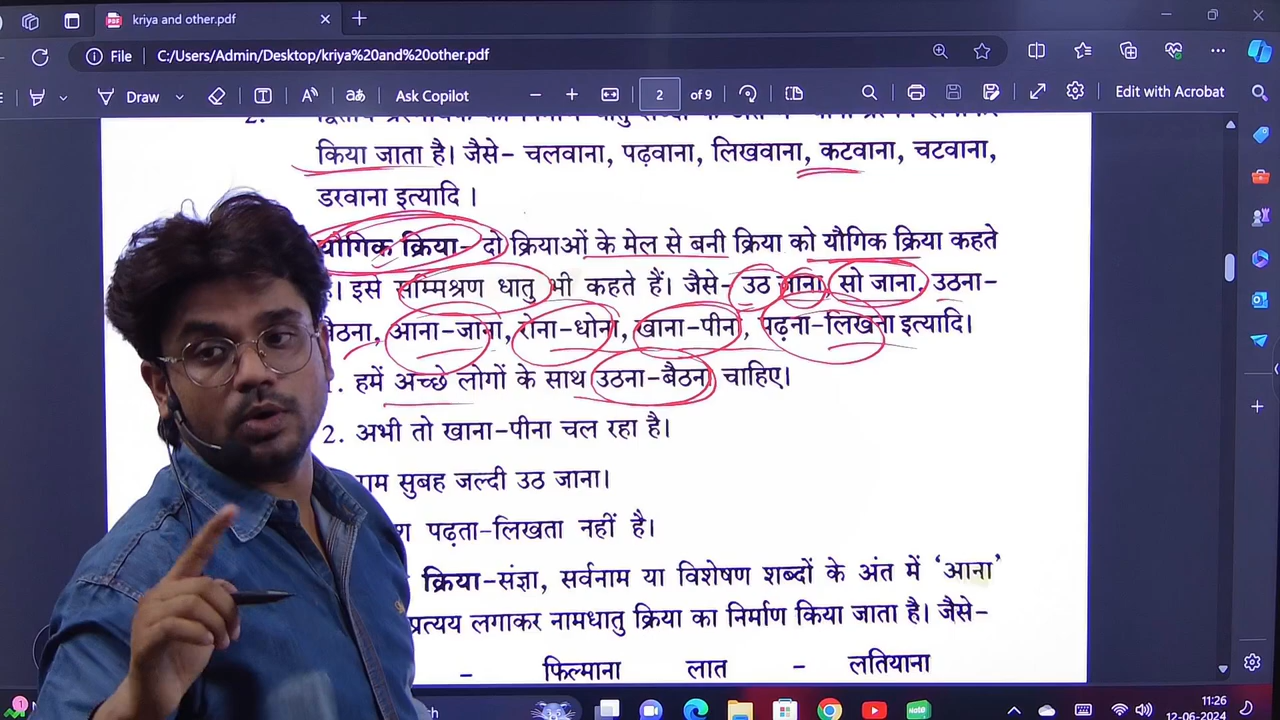 kriya and other.pdf
File C:/Users/Admin/Desktop/kriya%20and%20other.pdf
Draw Ask Copilot 2 of 9 Edit with Acrobat
किया जाता है। जैसे- चलवाना, पढ़वाना, लिखवाना, कटवाना, चटवाना,
डरवाना इत्यादि ।
यौगिक क्रिया- दो क्रियाओं के मेल से बनी क्रिया को यौगिक क्रिया कहते
इसे सम्मिश्रण धातु भी कहते हैं। जैसे- उठ जाना, सो जाना, उठना-
बैठना, आना-जाना, रोना-धोना, खाना-पीना, पढ़ना-लिखना इत्यादि।
1. हमें अच्छे लोगों के साथ उठना-बैठना चाहिए।
2. अभी तो खाना-पीना चल रहा है।
सुबह जल्दी उठ जाना।
पढ़ता-लिखता नहीं है।
क्रिया-संज्ञा, सर्वनाम या विशेषण शब्दों के अंत में ‘आना’
प्रत्यय लगाकर नामधातु क्रिया का निर्माण किया जाता है। जैसे-
- फिल्माना लात - लतियाना
11:26
12-06-2024